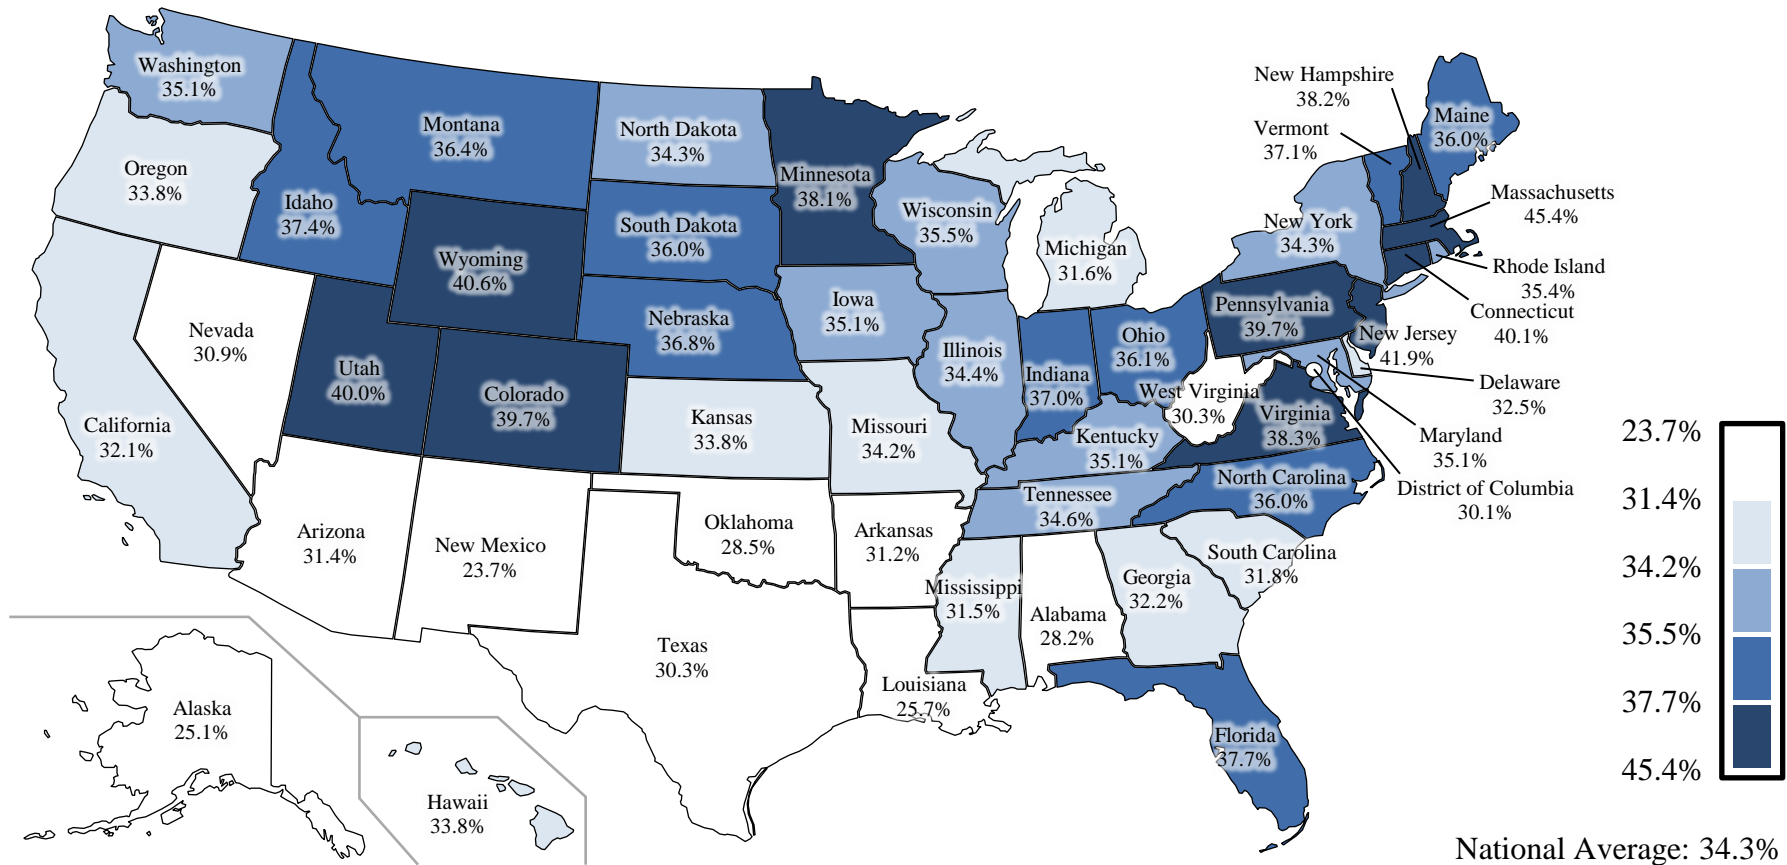 Washington
35.1%
Oregon
33.8%
California
32.1%
Nevada
30.9%
Idaho
37.4%
Montana
36.4%
Wyoming
40.6%
Utah
40.0%
Colorado
39.7%
Arizona
31.4%
New Mexico
23.7%
North Dakota
34.3%
South Dakota
36.0%
Nebraska
36.8%
Kansas
33.8%
Oklahoma
28.5%
Texas
30.3%
Minnesota
38.1%
Iowa
35.1%
Missouri
34.2%
Arkansas
31.2%
Louisiana
25.7%
Wisconsin
35.5%
Illinois
34.4%
Michigan
31.6%
Indiana
37.0%
Ohio
36.1%
Kentucky
35.1%
Tennessee
34.6%
Mississippi
31.5%
Alabama
28.2%
Georgia
32.2%
Florida
37.7%
South Carolina
31.8%
North Carolina
36.0%
Virginia
38.3%
West Virginia
30.3%
Pennsylvania
39.7%
New York
34.3%
New Hampshire
38.2%
Vermont
37.1%
Maine
36.0%
Massachusetts
45.4%
Rhode Island
35.4%
Connecticut
40.1%
New Jersey
41.9%
Delaware
32.5%
Maryland
35.1%
District of Columbia
30.1%
Alaska
25.1%
Hawaii
33.8%
23.7%
31.4%
34.2%
35.5%
37.7%
45.4%
National Average: 34.3%